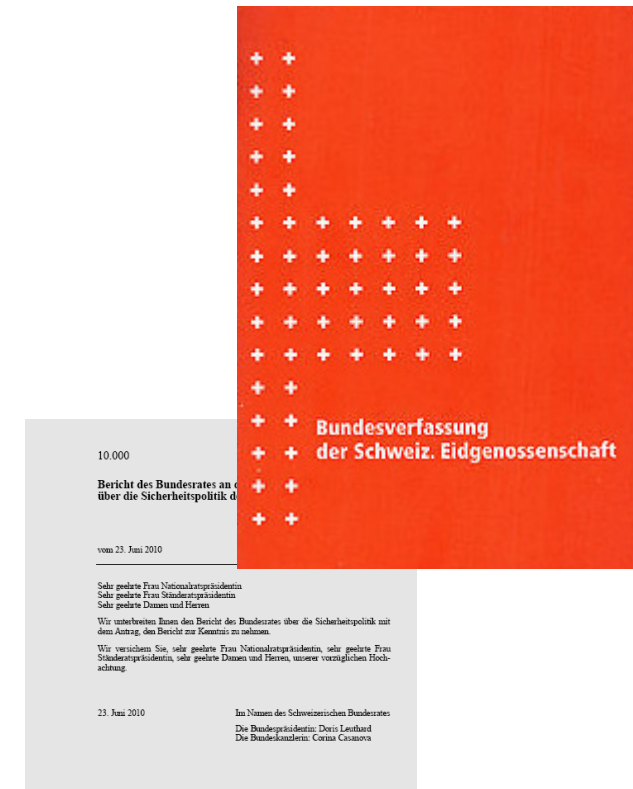 Bundesverfassung
der Schweiz. Eidgenossenschaft
10.000
Bericht des Bundesrates an
über die Sicherheitspolitik
vom 23. Juni 2010
Sehr geehrte Frau Nationalratspräsidentin
Sehr geehrte Frau Ständeratspräsidentin
Sehr geehrte Damen und Herren
Wir unterbreiten Ihnen den Bericht des Bundesrates über die Sicherheitspolitik mit
dem Antrag, den Bericht zur Kenntnis zu nehmen.
Wir versichern Sie, sehr geehrte Frau Nationalratspräsidentin, sehr geehrte Frau
Ständeratspräsidentin, sehr geehrte Damen und Herren, unserer vorzüglichen Hoch-
achtung.
23. Juni 2010 Im Namen des Schweizerischen Bundesrates
Die Bundespräsidentin: Doris Leuthard
Die Bundeskanzlerin: Corina Casanova